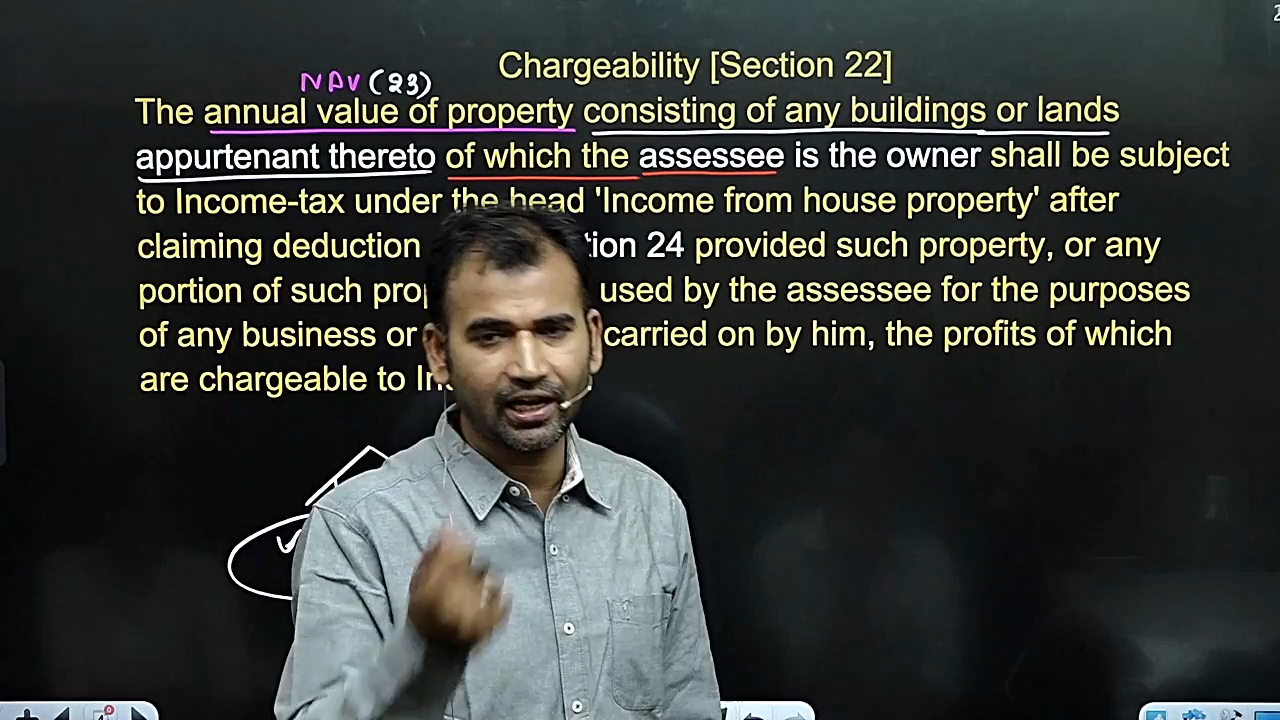 Chargeability [Section 22]
NAV (23)
The annual value of property consisting of any buildings or lands
appurtenant thereto of which the assessee is the owner shall be subject
to Income-tax under the head 'Income from house property' after
claiming deduction 24 provided such property, or any
portion of such used by the assessee for the purposes
of any business or carried on by him, the profits of which
are chargeable to